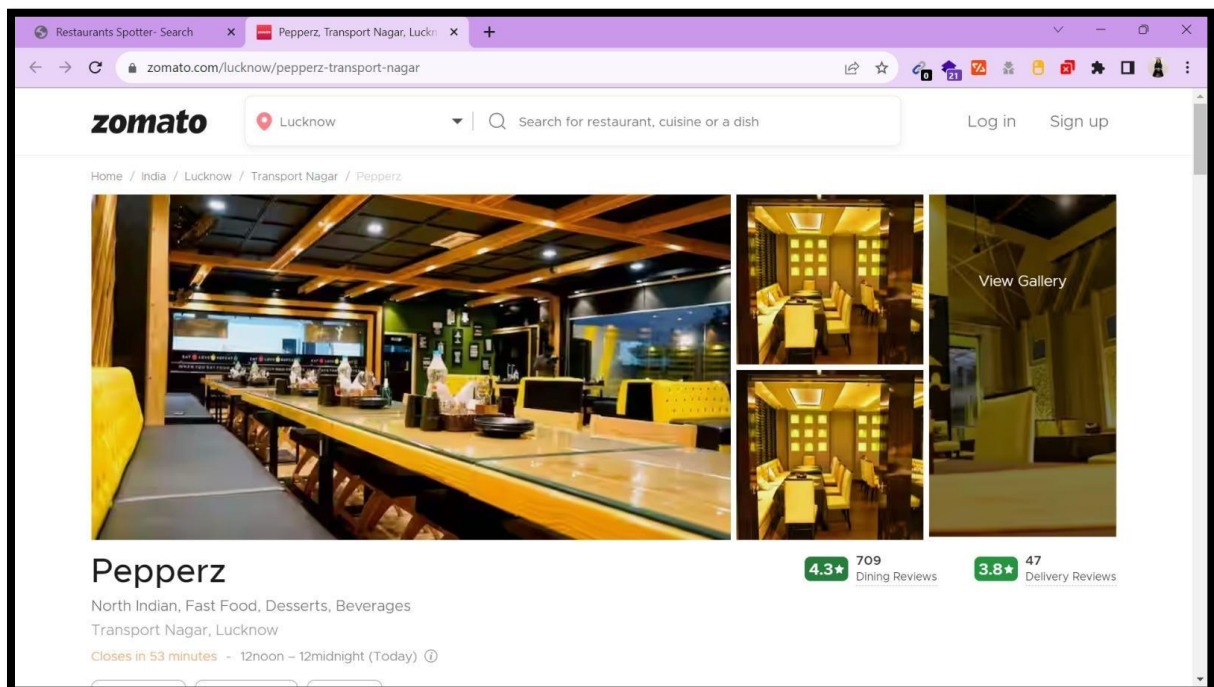 Restaurants Spotter- Search
Pepperz, Transport Nagar, Luckn
zomato.com/lucknow/pepperz-transport-nagar
0
21
zomato
Lucknow
Search for restaurant, cuisine or a dish
Log in
Sign up
Home / India / Lucknow / Transport Nagar / Pepperz
View Gallery
Pepperz
4.3★ 709 Dining Reviews
3.8★ 47 Delivery Reviews
North Indian, Fast Food, Desserts, Beverages
Transport Nagar, Lucknow
Closes in 53 minutes - 12noon – 12midnight (Today)